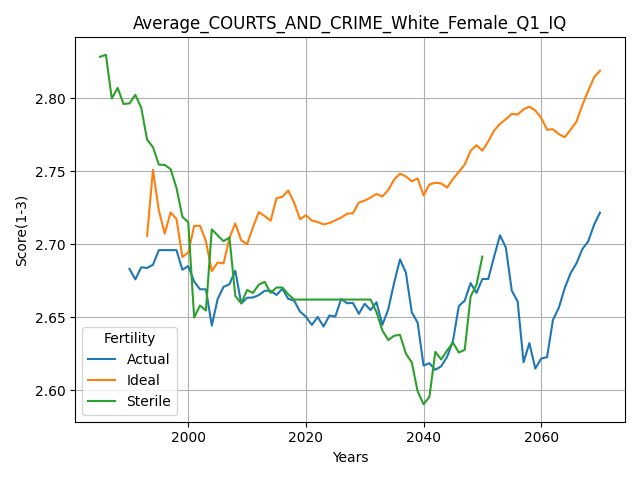 Average_COURTS_AND_CRIME_White_Female_Q1_IQ
Score(1-3)
2.80
2.75
2.70
2.65
2.60
Fertility
Actual
Ideal
Sterile
2000
2020
2040
2060
Years